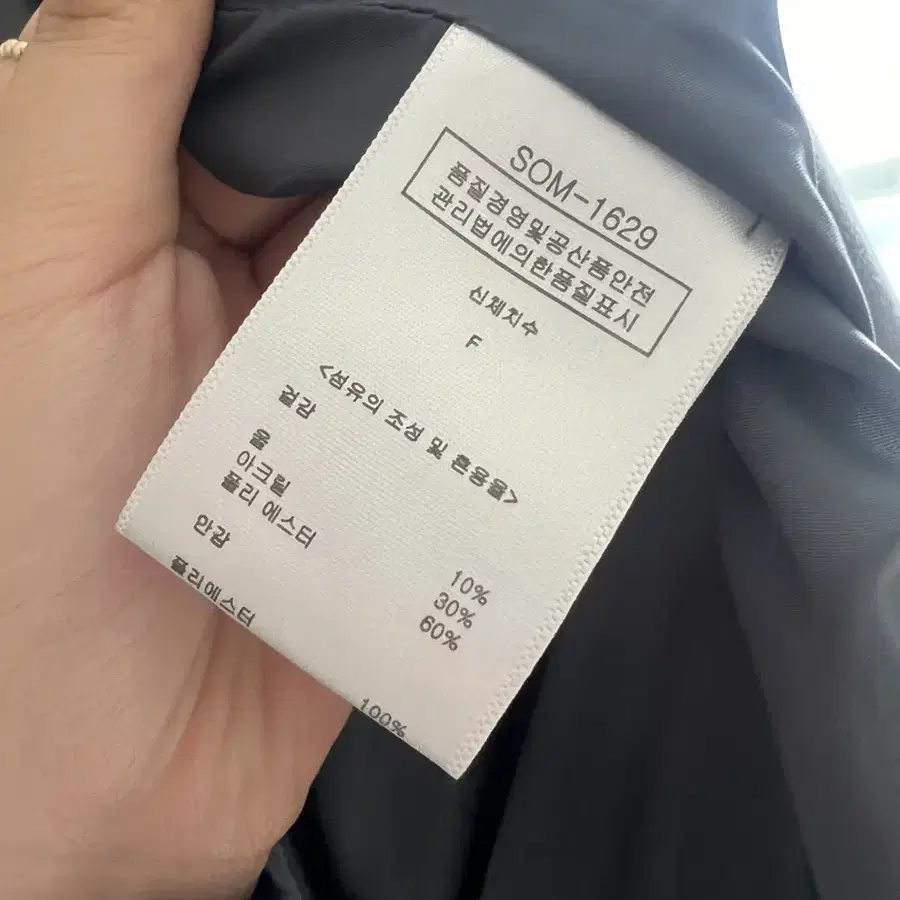 SOM-1629
품질경영및공산품안전
관리법에의한품질표시
신체치수
F
<섬유의 조성 및 혼용율>
겉감
울 10%
아크릴 30%
폴리 에스터 60%
안감
폴리에스터 100%